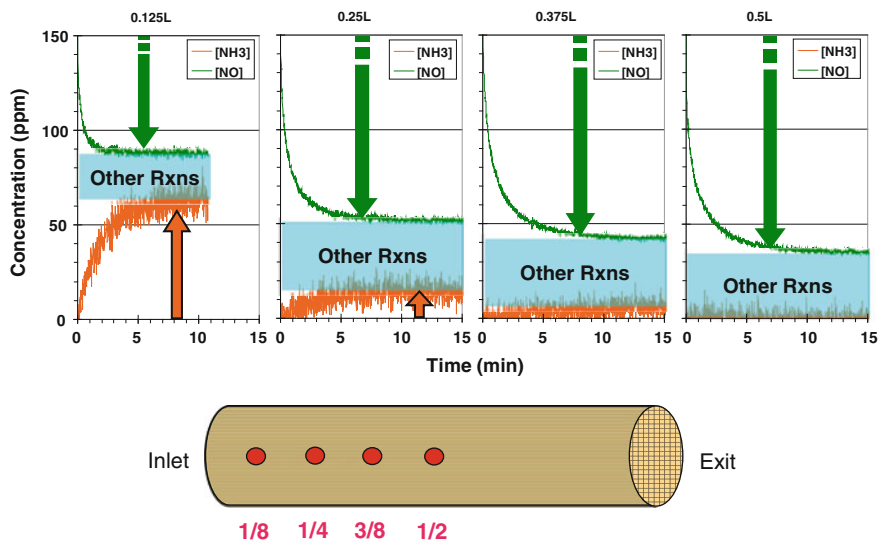 0.125L 0.25L 0.375L 0.5L
150
100
50
0
Concentration (ppm)
[NH3]
[NO]
Other Rxns
0 5 10 15
[NH3]
[NO]
Other Rxns
0 5 10 15
[NH3]
[NO]
Other Rxns
0 5 10 15
[NH3]
[NO]
Other Rxns
0 5 10 15
Time (min)
Inlet
Exit
1/8 1/4 3/8 1/2